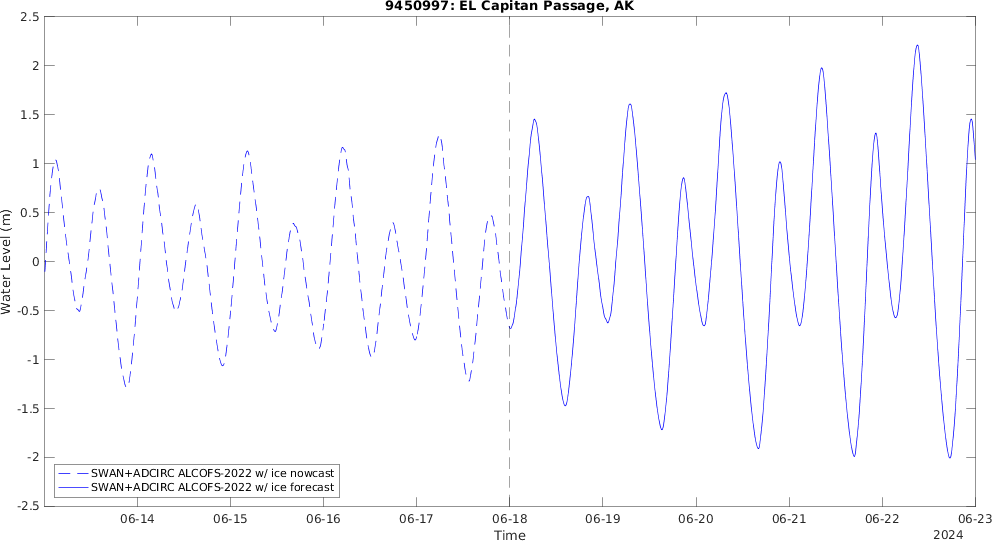 9450997: EL Capitan Passage, AK
2.5
2
1.5
1
0.5
0
-0.5
-1
-1.5
-2
-2.5
Water Level (m)
SWAN+ADCIRC ALCOFS-2022 w/ ice nowcast
SWAN+ADCIRC ALCOFS-2022 w/ ice forecast
06-14 06-15 06-16 06-17 06-18 06-19 06-20 06-21 06-22 06-23
Time
2024